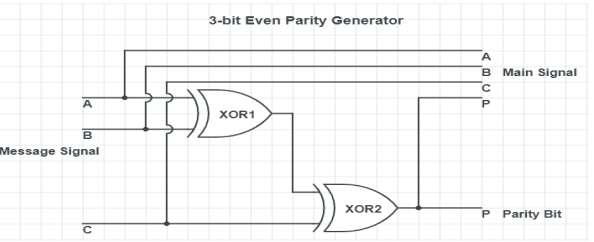 3-bit Even Parity Generator
A
B Main Signal
C
A
P
XOR1
B
Message Signal
XOR2
P Parity Bit
C